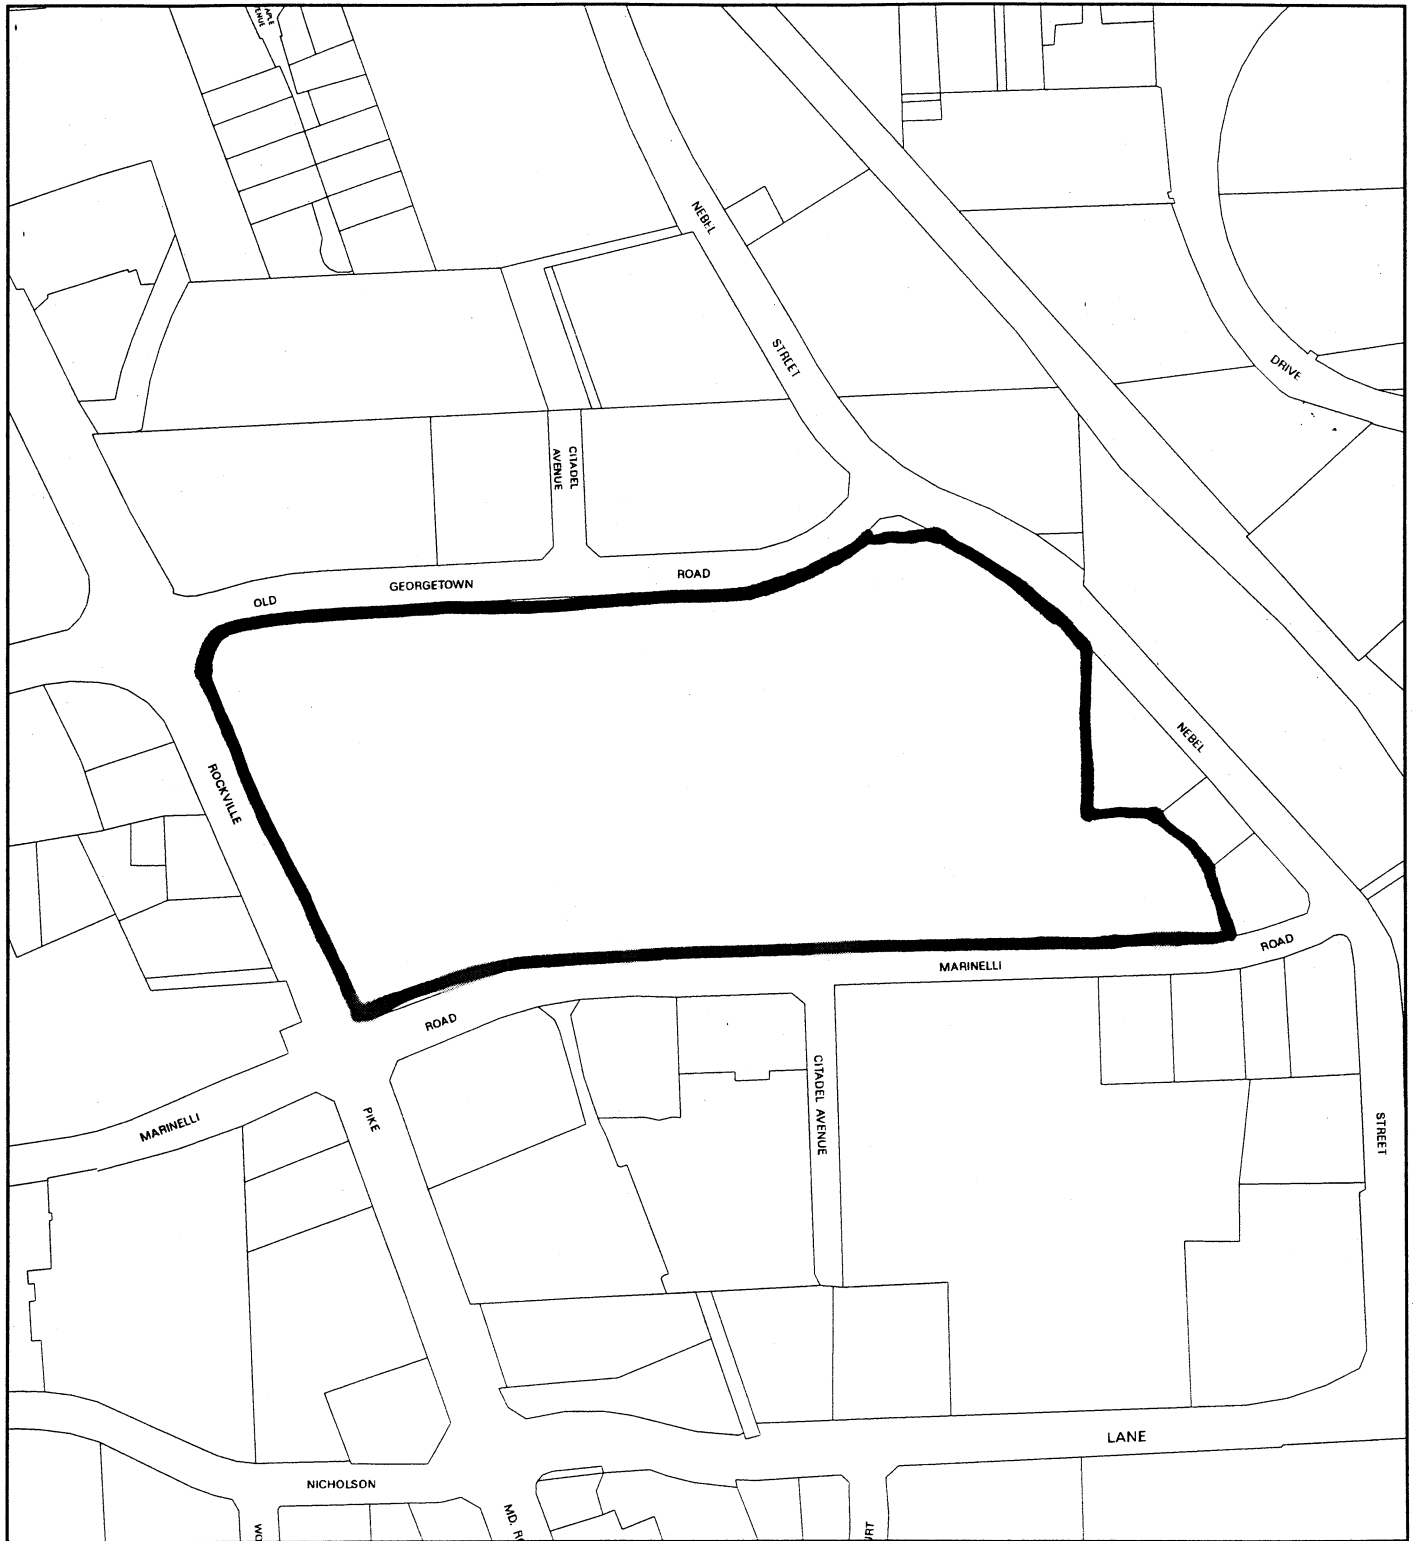 NEBEL
STREET
DRIVE
CITADEL
AVENUE
OLD
GEORGETOWN
ROAD
ROCKVILLE
NEBEL
MARINELLI
ROAD
ROAD
MARINELLI
PIKE
CITADEL AVENUE
STREET
LANE
NICHOLSON
MD.